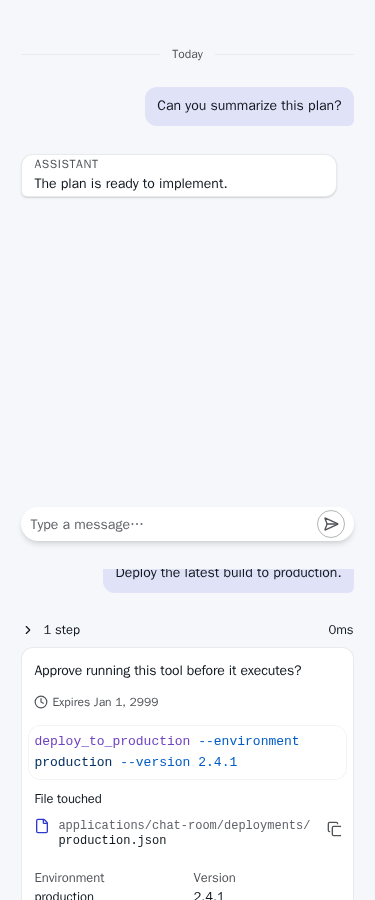 Today
Can you summarize this plan?
ASSISTANT
The plan is ready to implement.
Type a message···
Deploy the latest build to production.
1 step
0ms
Approve running this tool before it executes?
Expires Jan 1, 2999
deploy_to_production --environment
production --version 2.4.1
File touched
applications/chat-room/deployments/
production.json
Environment
Version
production
2.4.1